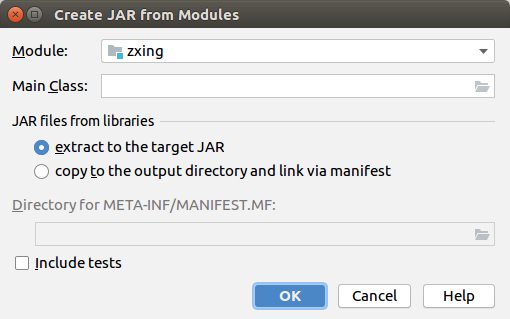 Create JAR from Modules
Module: zxing
Main Class:
JAR files from libraries
extract to the target JAR
copy to the output directory and link via manifest
Directory for META-INF/MANIFEST.MF:
Include tests
OK Cancel Help